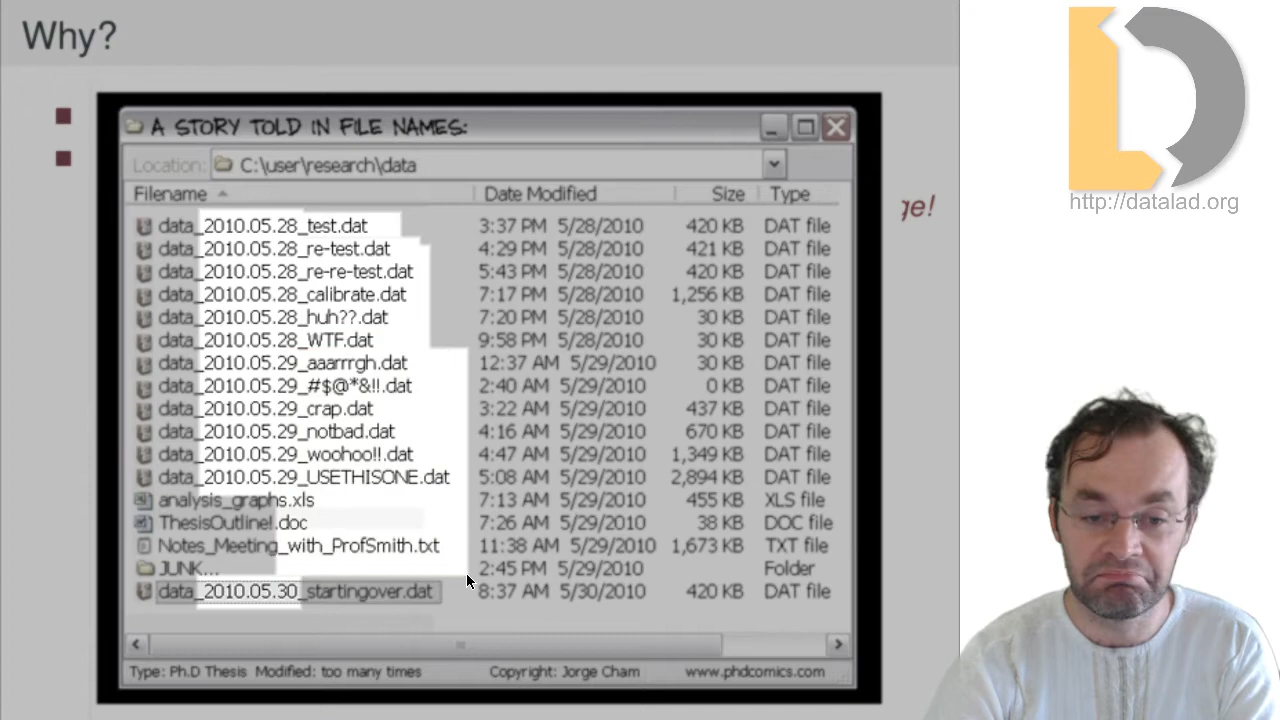 Why?
ge!
A STORY TOLD IN FILE NAMES:
Location: C:\user\research\data
Filename Date Modified Size Type
data_2010.05.28_test.dat 3:37 PM 5/28/2010 420 KB DAT file
data_2010.05.28_re-test.dat 4:29 PM 5/28/2010 421 KB DAT file
data_2010.05.28_re-re-test.dat 5:43 PM 5/28/2010 420 KB DAT file
data_2010.05.28_calibrate.dat 7:17 PM 5/28/2010 1,256 KB DAT file
data_2010.05.28_huh??.dat 7:20 PM 5/28/2010 30 KB DAT file
data_2010.05.28_WTF.dat 9:58 PM 5/28/2010 30 KB DAT file
data_2010.05.29_aaarrrgh.dat 12:37 AM 5/29/2010 30 KB DAT file
data_2010.05.29_#$@*&!!.dat 2:40 AM 5/29/2010 0 KB DAT file
data_2010.05.29_crap.dat 3:22 AM 5/29/2010 437 KB DAT file
data_2010.05.29_notbad.dat 4:16 AM 5/29/2010 670 KB DAT file
data_2010.05.29_woohoo!!.dat 4:47 AM 5/29/2010 1,349 KB DAT file
data_2010.05.29_USETHISONE.dat 5:08 AM 5/29/2010 2,894 KB DAT file
analysis_graphs.xls 7:13 AM 5/29/2010 455 KB XLS file
ThesisOutline!.doc 7:26 AM 5/29/2010 38 KB DOC file
Notes_Meeting_with_ProfSmith.txt 11:38 AM 5/29/2010 1,673 KB TXT file
JUNK... 2:45 PM 5/29/2010 Folder
data_2010.05.30_startingover.dat 8:37 AM 5/30/2010 420 KB DAT file
Type: Ph.D Thesis Modified: too many times Copyright: Jorge Cham www.phdcomics.com
http://datalad.org